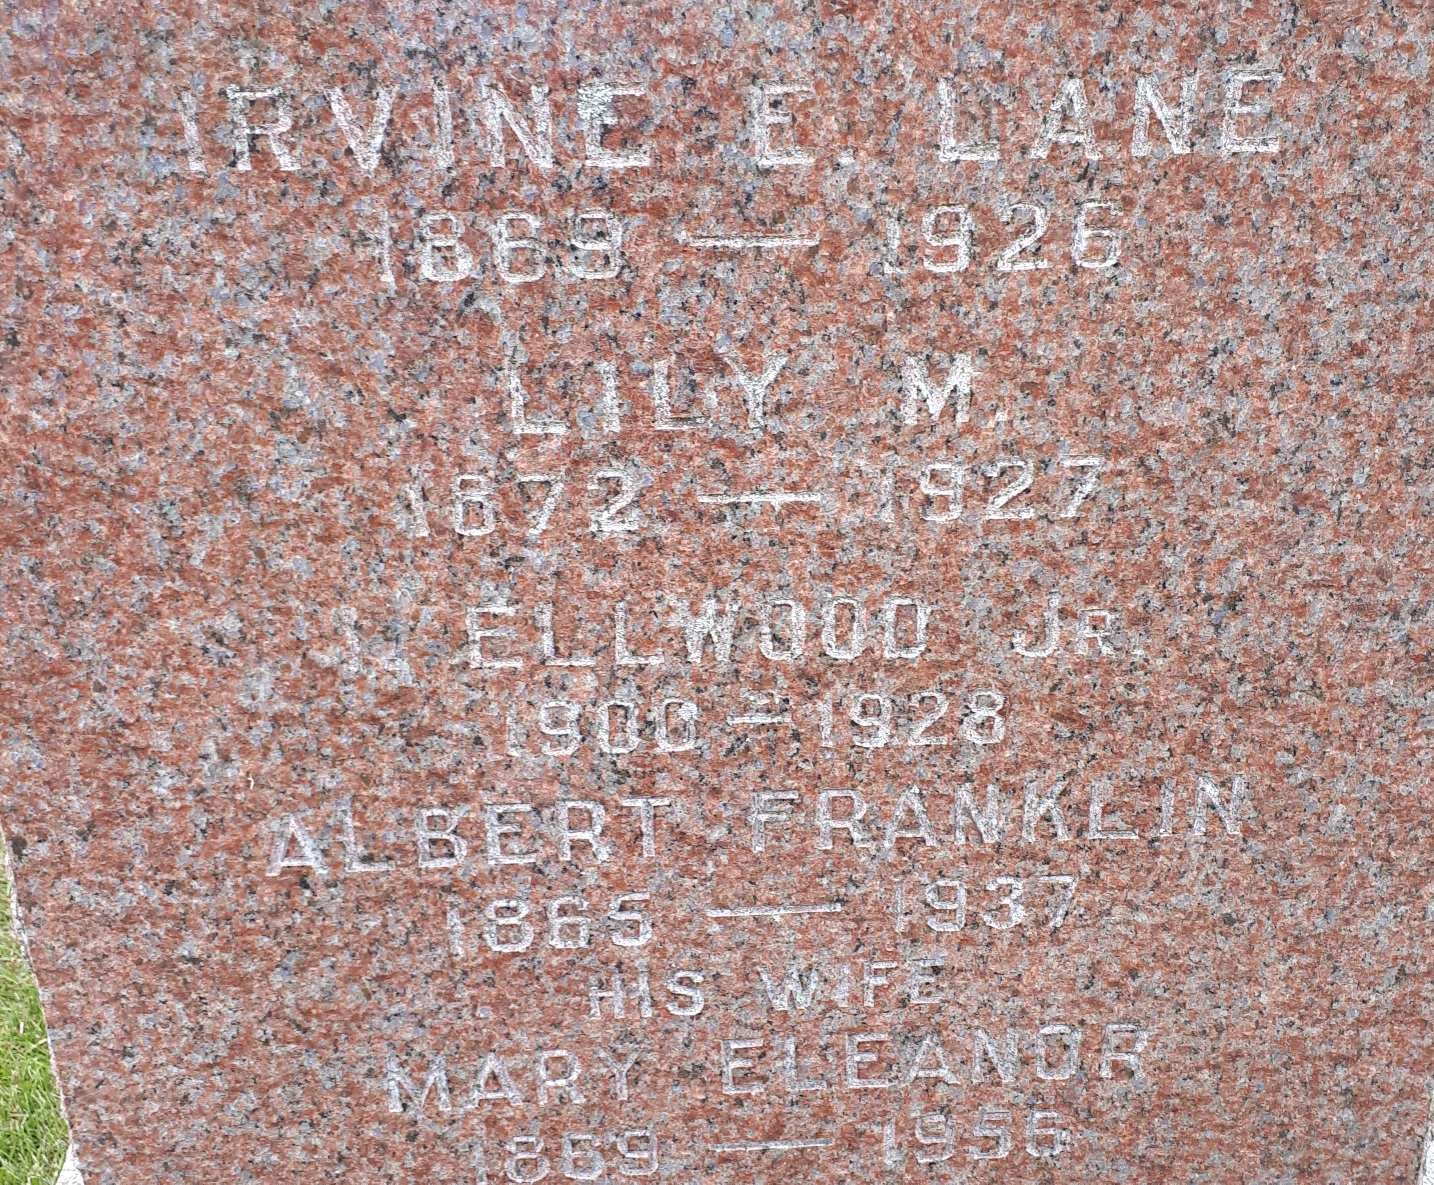 IRVINE E. LANE
1869 — 1926
LILY M.
1872 — 1927
H ELLWOOD JR.
1900 — 1928
ALBERT FRANKLIN
1865 — 1937
HIS WIFE
MARY ELEANOR
1869 — 1956